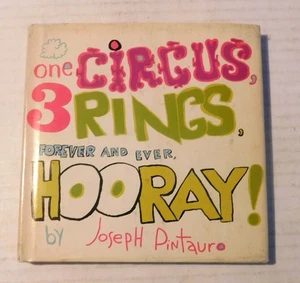 one CIRCUS,
3 RINGS,
FOREVER AND EVER,
HOORAY!
by Joseph Pintauro